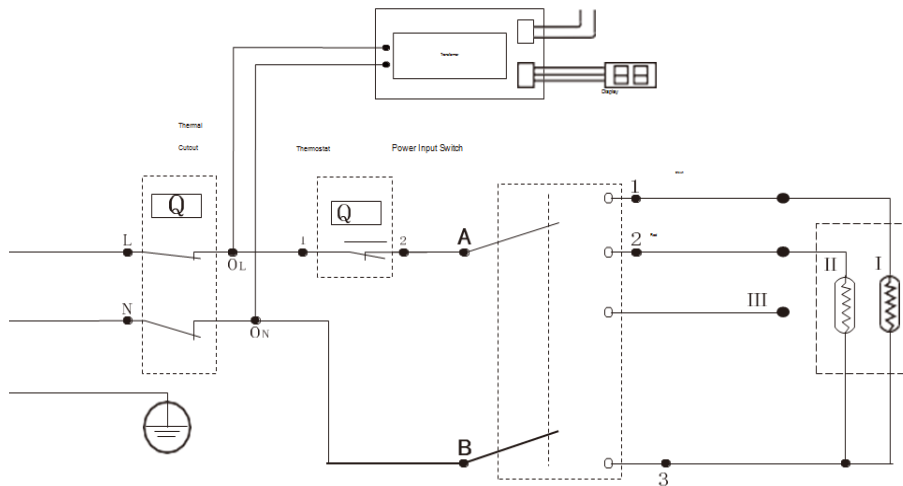 Transformer
Display
Thermal
Cutout
Thermostat
Power Input Switch
Q
Q
1
L
1
2
A
2
OL
II
I
N
III
ON
B
3